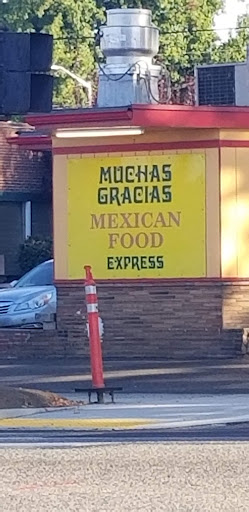 MUCHAS
GRACIAS
MEXICAN
FOOD
EXPRESS